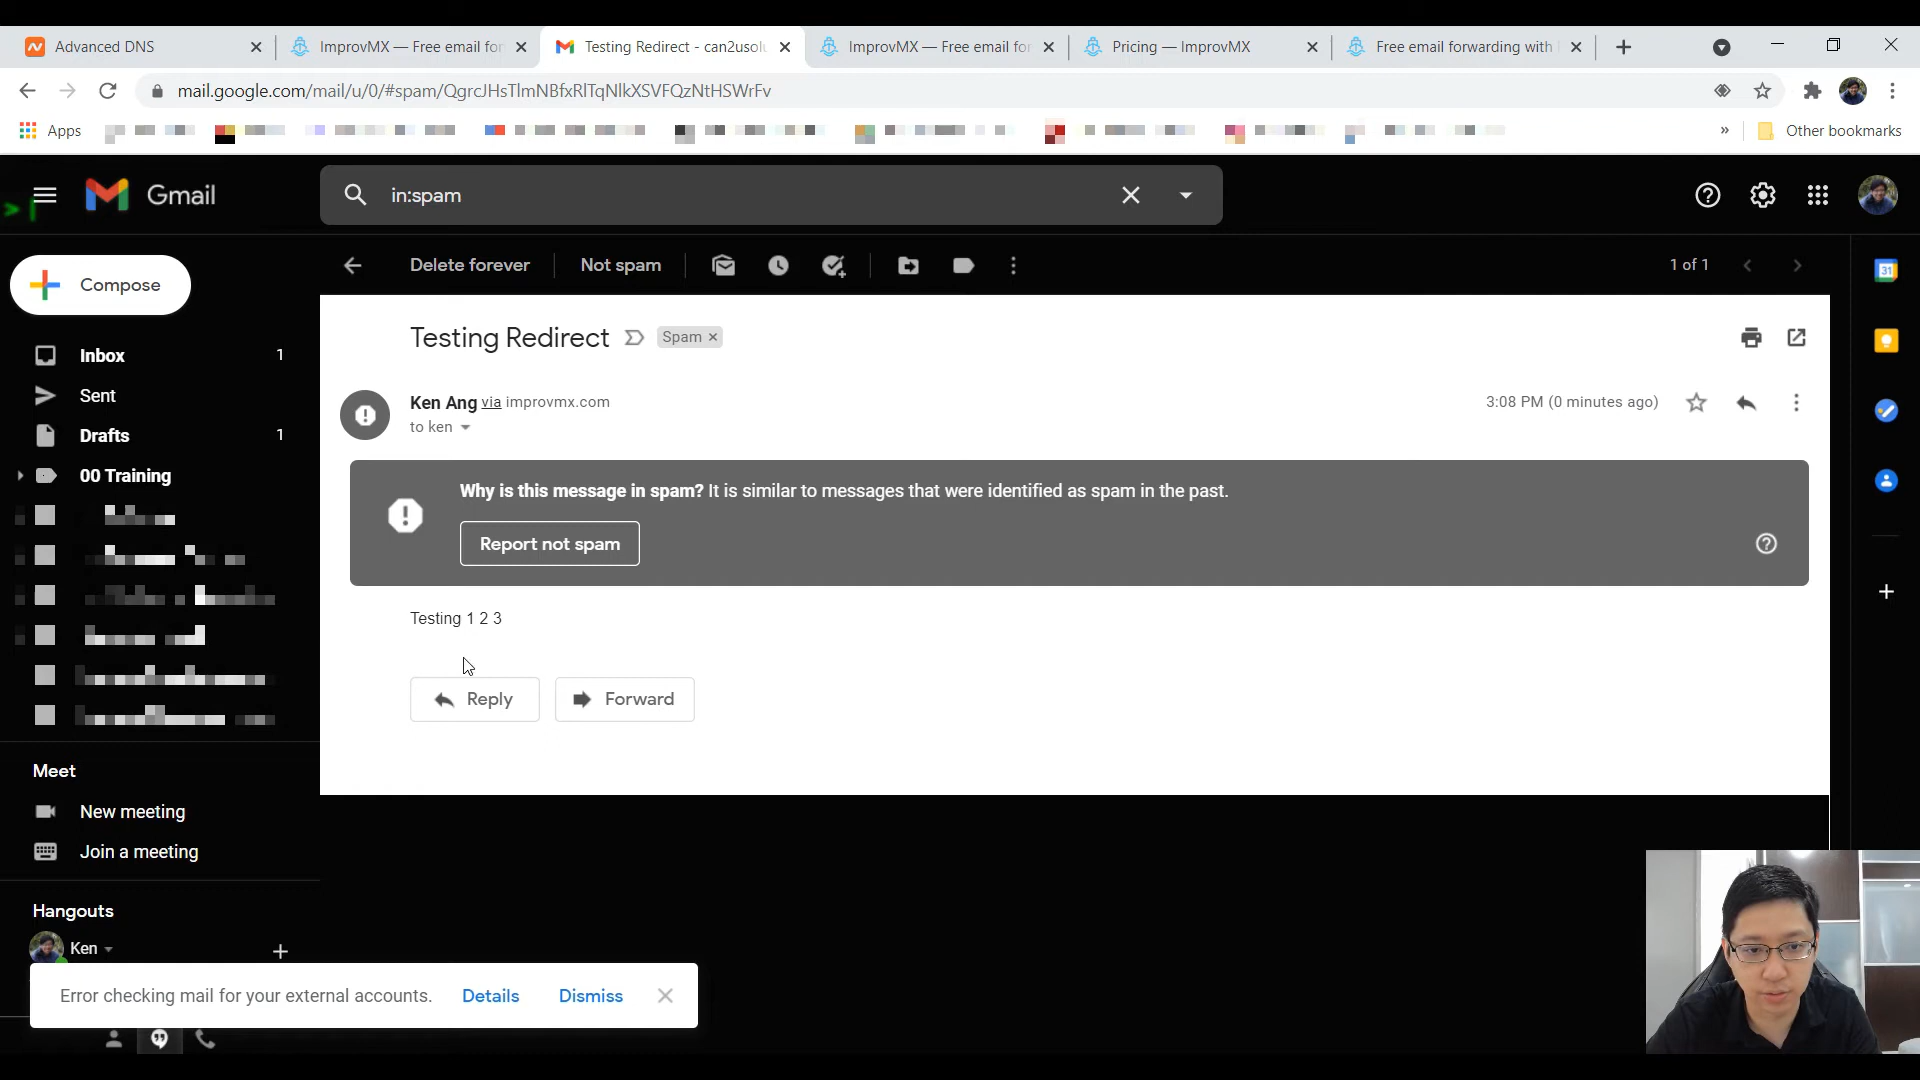 Advanced DNS
ImprovMX — Free email for
Testing Redirect - can2usolu
ImprovMX — Free email for
Pricing — ImprovMX
Free email forwarding with
mail.google.com/mail/u/0/#spam/QgrcJHsTlmNBfxRlTqNlkXSVFQzNtHSWrFv
Apps
»
Other bookmarks
Gmail
in:spam
Compose
Delete forever
Not spam
1 of 1
31
Testing Redirect
Spam ×
Inbox 1
Sent
Drafts 1
00 Training
Ken Ang via improvmx.com
3:08 PM (0 minutes ago)
to ken
Why is this message in spam? It is similar to messages that were identified as spam in the past.
Report not spam
Testing 1 2 3
Reply
Forward
Meet
New meeting
Join a meeting
Hangouts
Ken
Error checking mail for your external accounts.
Details
Dismiss